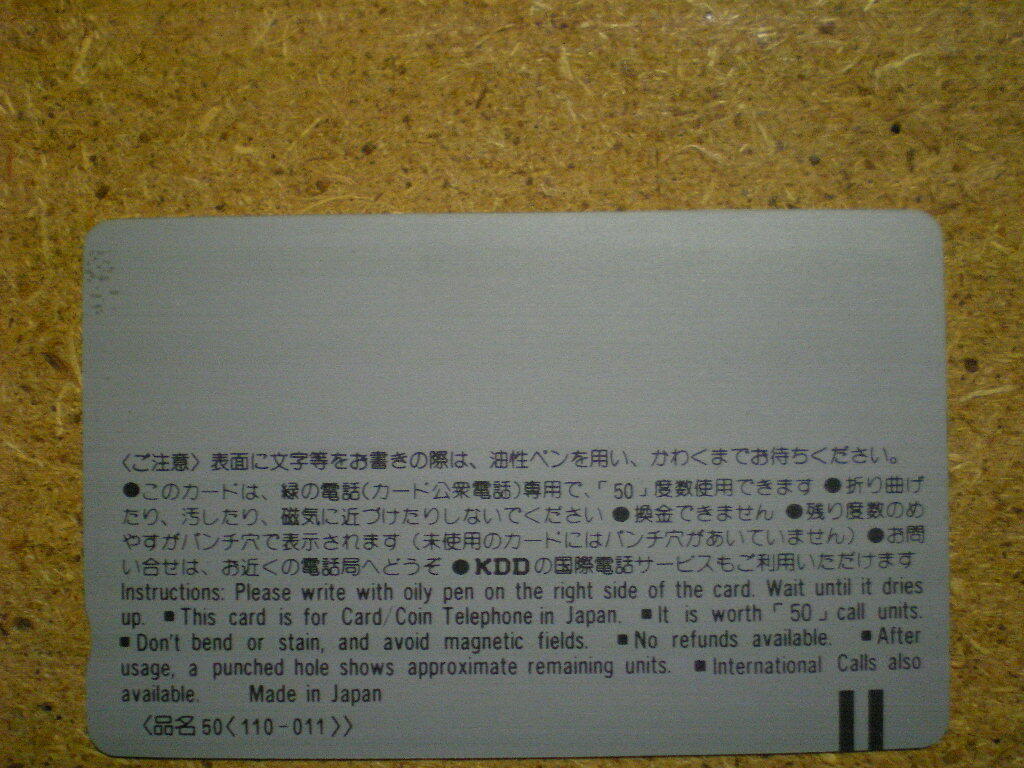 〈ご注意〉表面に文字等をお書きの際は、油性ペンを用い、かわくまでお待ちください。
●このカードは、緑の電話(カード公衆電話)専用で、「50」度数使用できます ●折り曲げ
たり、汚したり、磁気に近づけたりしないでください ●換金できません ●残り度数のめ
やすがパンチ穴で表示されます（未使用のカードにはパンチ穴があいていません）●お問
い合せは、お近くの電話局へどうぞ ●KDDの国際電話サービスもご利用いただけます
Instructions: Please write with oily pen on the right side of the card. Wait until it dries
up. ■This card is for Card/Coin Telephone in Japan. ■It is worth「50」call units.
■Don't bend or stain, and avoid magnetic fields. ■No refunds available. ■After
usage, a punched hole shows approximate remaining units. ■International Calls also
available. Made in Japan
〈品名50〈110-011〉〉